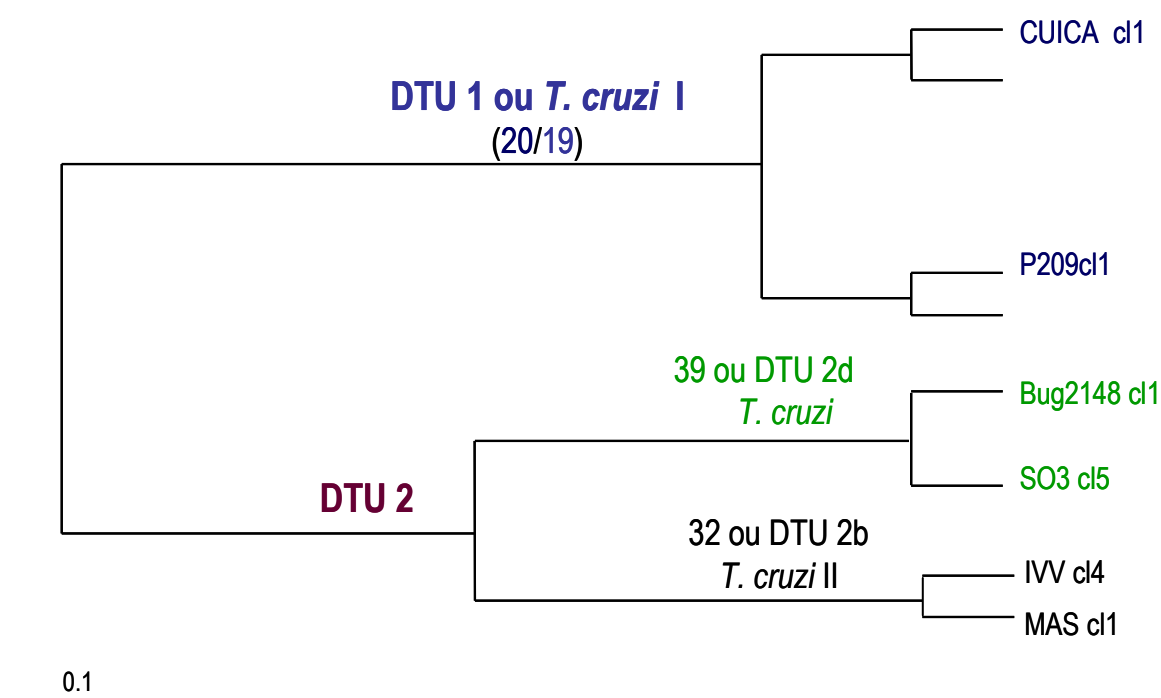 CUICA cl1
DTU 1 ou T. cruzi I
(20/19)
P209cl1
39 ou DTU 2d
T. cruzi
Bug2148 cl1
SO3 cl5
DTU 2
32 ou DTU 2b
T. cruzi II
IVV cl4
MAS cl1
0.1